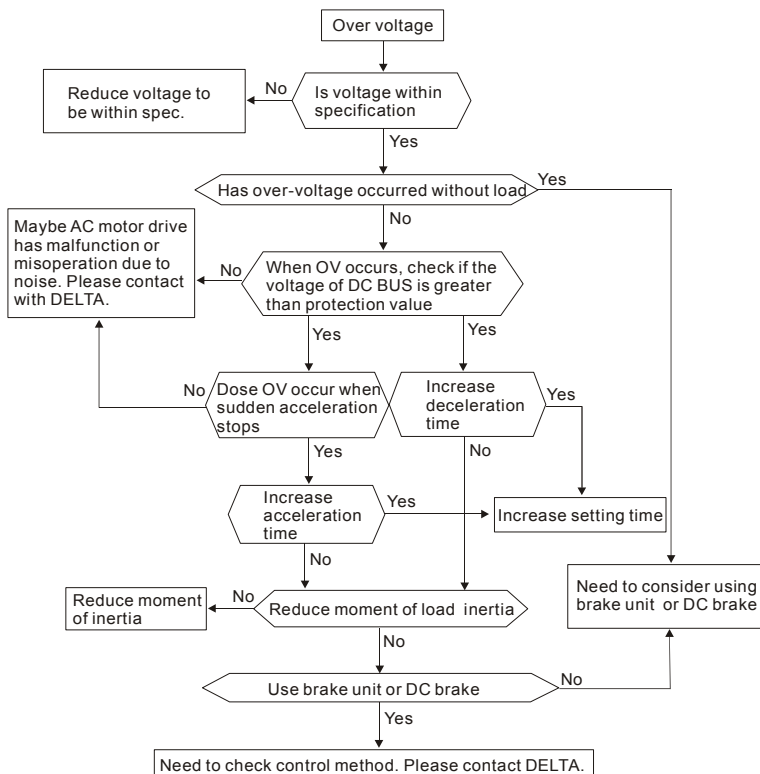 Over voltage
Reduce voltage to
be within spec.
No
Is voltage within
specification
Yes
Has over-voltage occurred without load
Yes
No
Maybe AC motor drive
has malfunction or
misoperation due to
noise. Please contact
with DELTA.
No
When OV occurs, check if the
voltage of DC BUS is greater
than protection value
Yes
Yes
No
Dose OV occur when
sudden acceleration
stops
Increase
deceleration
time
Yes
Yes
No
Increase
acceleration
time
Yes
Increase setting time
No
Reduce moment
of inertia
No
Reduce moment of load inertia
Need to consider using
brake unit or DC brake
No
Use brake unit or DC brake
No
Yes
Need to check control method. Please contact DELTA.